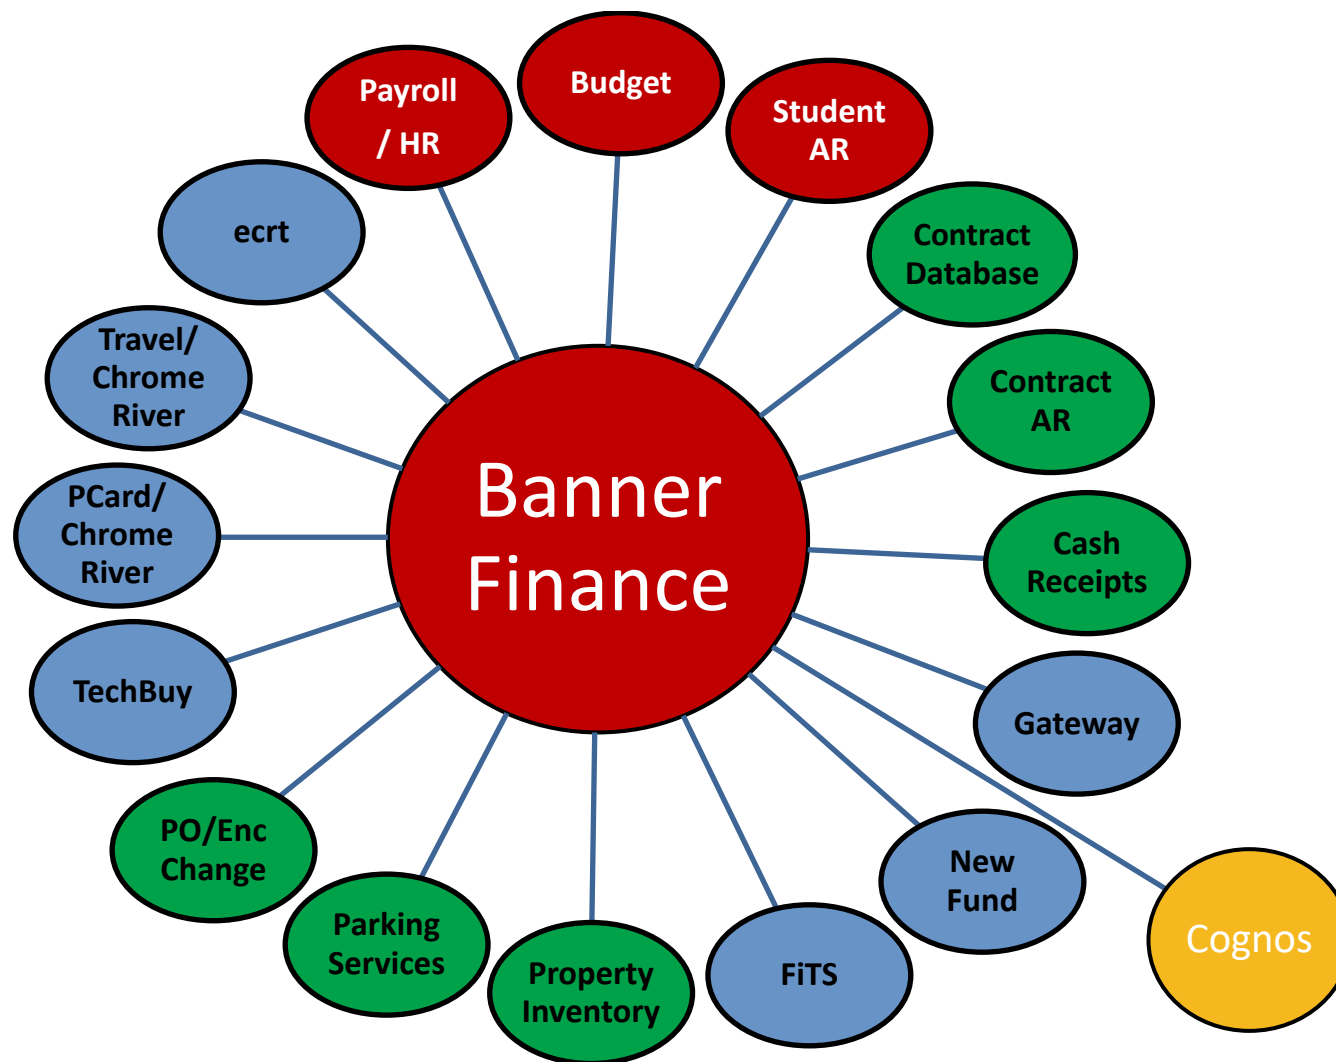 Budget
Payroll
/ HR
Student
AR
ecrt
Contract
Database
Travel/
Chrome
River
Contract
AR
Banner
Finance
PCard/
Chrome
River
Cash
Receipts
TechBuy
Gateway
PO/Enc
Change
New
Fund
Parking
Services
Cognos
Property
Inventory
FiTS